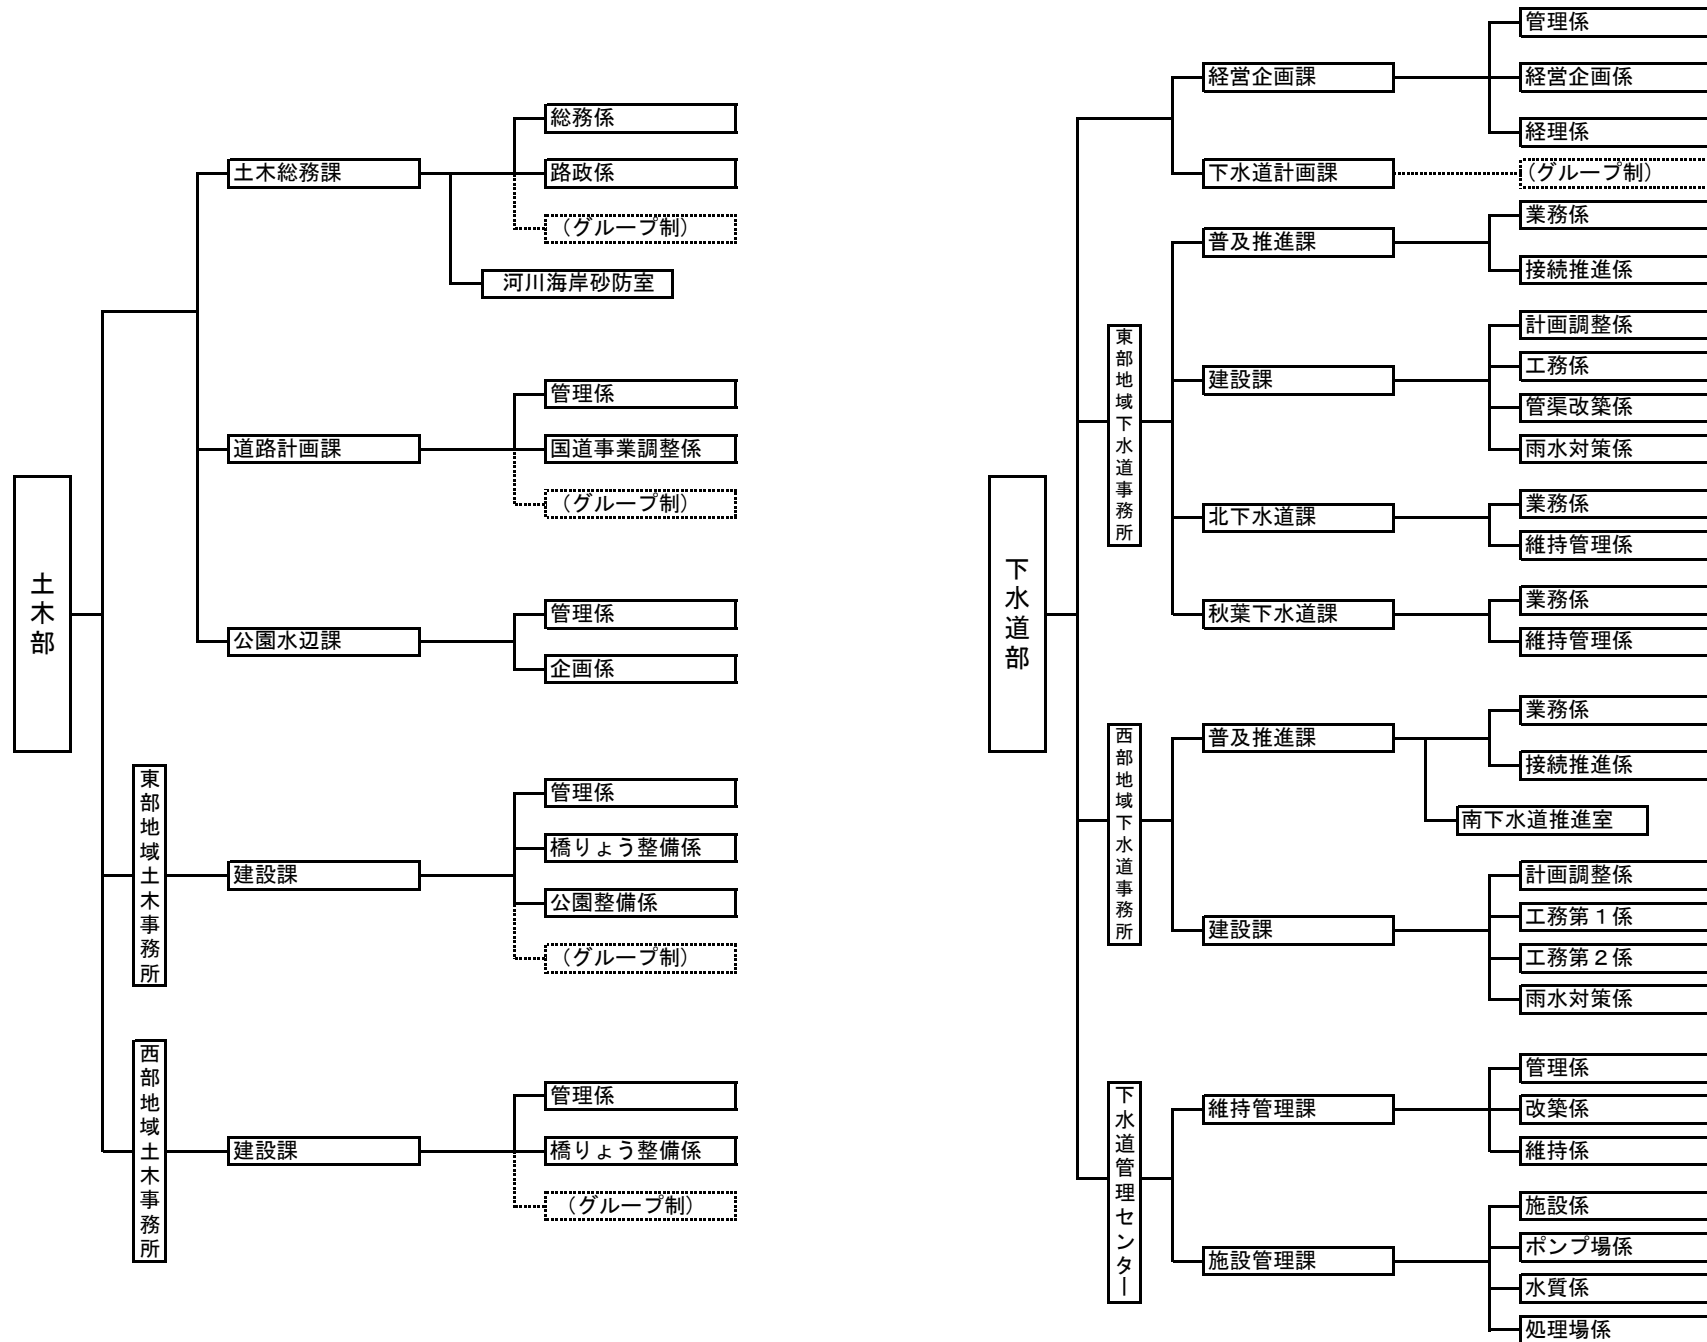 土木部
土木総務課
総務係
路政係
（グループ制）
河川海岸砂防室
道路計画課
管理係
国道事業調整係
（グループ制）
公園水辺課
管理係
企画係
東部地域土木事務所
建設課
管理係
橋りょう整備係
公園整備係
（グループ制）
西部地域土木事務所
建設課
管理係
橋りょう整備係
（グループ制）
下水道部
経営企画課
管理係
経営企画係
経理係
下水道計画課
（グループ制）
東部地域下水道事務所
普及推進課
業務係
接続推進係
建設課
計画調整係
工務係
管渠改築係
雨水対策係
北下水道課
業務係
維持管理係
秋葉下水道課
業務係
維持管理係
西部地域下水道事務所
普及推進課
業務係
接続推進係
南下水道推進室
建設課
計画調整係
工務第１係
工務第２係
雨水対策係
下水道管理センター
維持管理課
管理係
改築係
維持係
施設管理課
施設係
ポンプ場係
水質係
処理場係